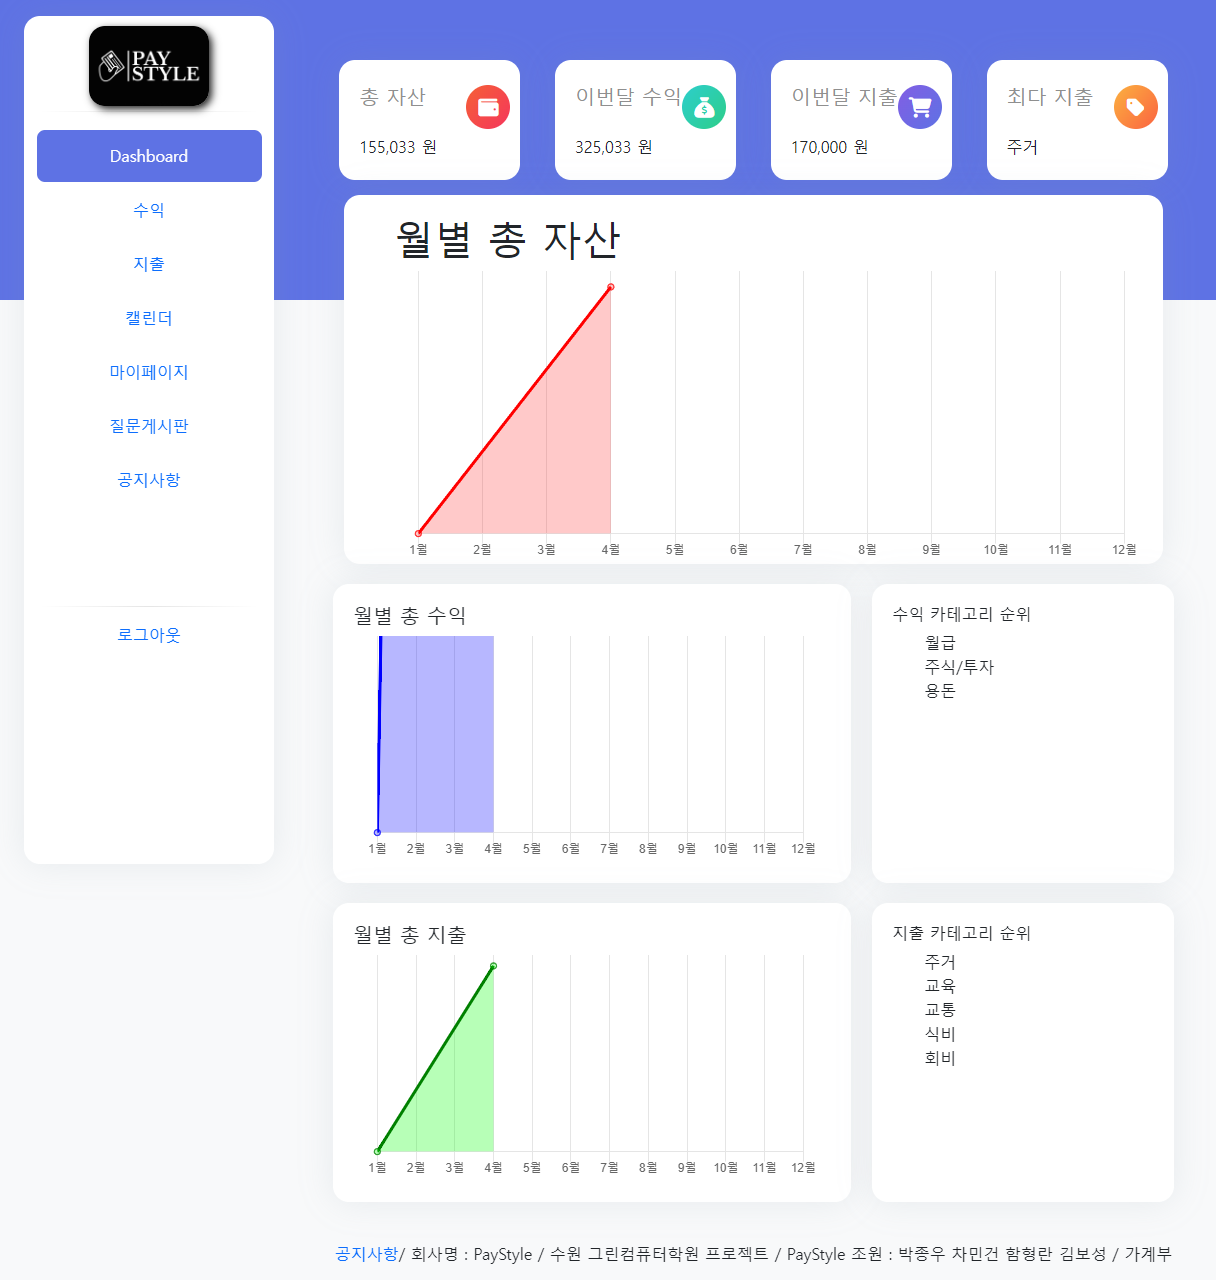 PAY
STYLE
Dashboard
수익
지출
캘린더
마이페이지
질문게시판
공지사항
로그아웃
총 자산
155,033 원
이번달 수익
325,033 원
이번달 지출
170,000 원
최다 지출
주거
월별 총 자산
1월 2월 3월 4월 5월 6월 7월 8월 9월 10월 11월 12월
월별 총 수익
1월 2월 3월 4월 5월 6월 7월 8월 9월 10월 11월 12월
수익 카테고리 순위
월급
주식/투자
용돈
월별 총 지출
1월 2월 3월 4월 5월 6월 7월 8월 9월 10월 11월 12월
지출 카테고리 순위
주거
교육
교통
식비
회비
공지사항/ 회사명 : PayStyle / 수원 그린컴퓨터학원 프로젝트 / PayStyle 조원 : 박종우 차민건 함형란 김보성 / 가계부